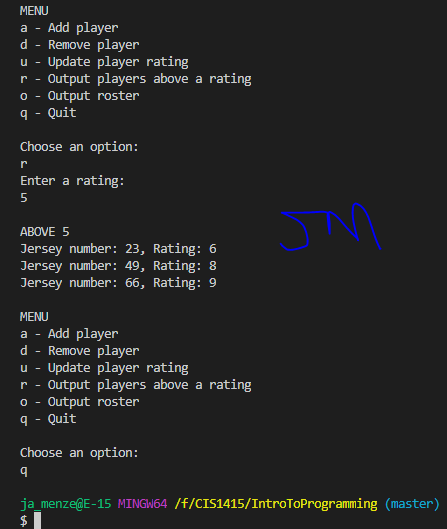 MENU
a - Add player
d - Remove player
u - Update player rating
r - Output players above a rating
o - Output roster
q - Quit
Choose an option:
r
Enter a rating:
5
ABOVE 5
Jersey number: 23, Rating: 6
Jersey number: 49, Rating: 8
Jersey number: 66, Rating: 9
MENU
a - Add player
d - Remove player
u - Update player rating
r - Output players above a rating
o - Output roster
q - Quit
Choose an option:
q
ja_menze@E-15 MINGW64 /f/CIS1415/IntroToProgramming (master)
$